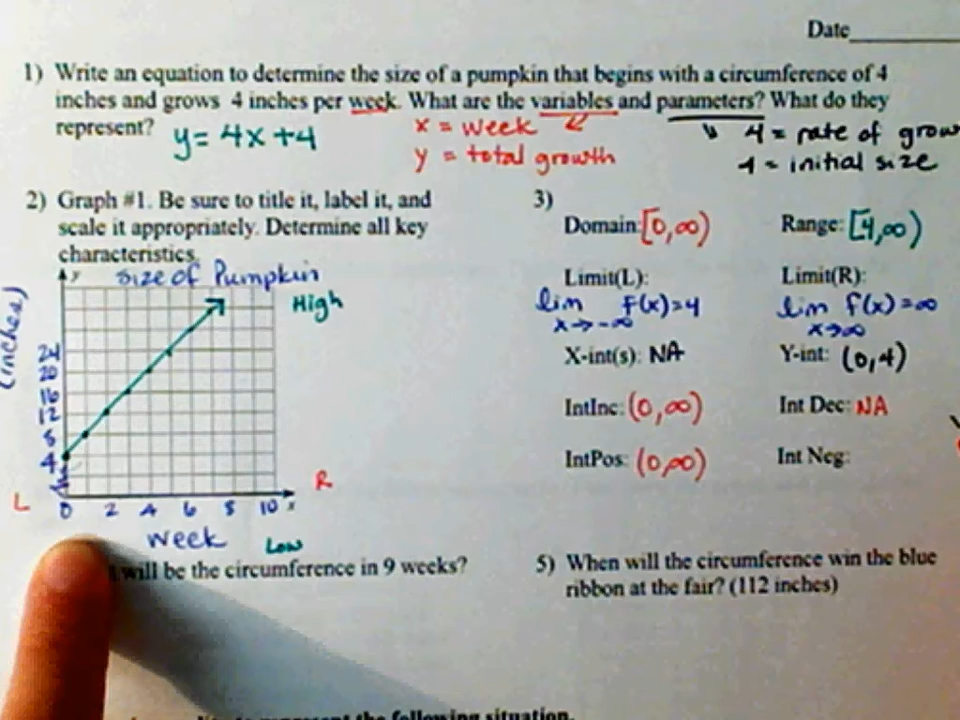 Date
1) Write an equation to determine the size of a pumpkin that begins with a circumference of 4
inches and grows 4 inches per week. What are the variables and parameters? What do they
represent? y = 4x + 4
x = week
y = total growth
4 = rate of grow
4 = initial size
2) Graph #1. Be sure to title it, label it, and
scale it appropriately. Determine all key
characteristics.
y Size of Pumpkin
High
(inches)
24
20
16
12
8
4
L R
0 2 4 6 8 10 x
Week Low
3)
Domain: [0,∞) Range: [4,∞)
Limit(L): Limit(R):
lim f(x)=4 lim f(x)=∞
x→-∞ x→∞
X-int(s): NA Y-int: (0,4)
IntInc: (0,∞) Int Dec: NA
IntPos: (0,∞) Int Neg:
will be the circumference in 9 weeks?
5) When will the circumference win the blue
ribbon at the fair? (112 inches)
represent the following situation.